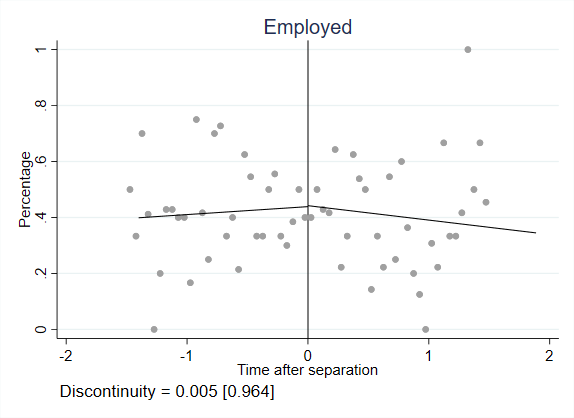 Employed
Percentage
1
.8
.6
.4
.2
0
-2 -1 0 1 2
Time after separation
Discontinuity = 0.005 [0.964]